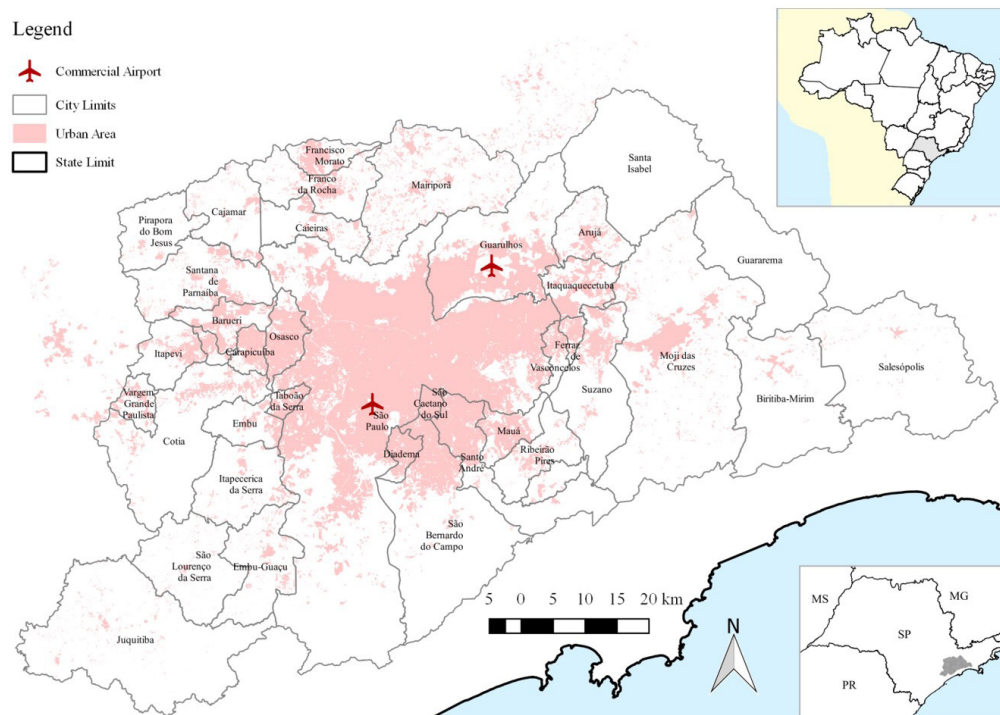 Legend
Commercial Airport
City Limits
Urban Area
State Limit
Francisco
Morato
Franco
da Rocha
Mairiporã
Santa
Isabel
Cajamar
Pirapora
do Bom
Jesus
Caieiras
Guarulhos
Arujá
Guararema
Santana
de
Parnaíba
Itaquaquecetuba
Barueri
Osasco
Itapevi
Carapicuíba
Ferraz
de
Vasconcelos
Moji das
Cruzes
Salesópolis
Suzano
Biritiba-Mirim
Vargem
Grande
Paulista
Taboão
da Serra
São
Caetano
do Sul
São
Paulo
Embu
Cotia
Mauá
Diadema
Santo
André
Ribeirão
Pires
Itapecerica
da Serra
São
Bernardo
do Campo
São
Lourenço
da Serra
Embu-Guaçu
Juquitiba
5 0 5 10 15 20 km
N
MS
MG
SP
PR